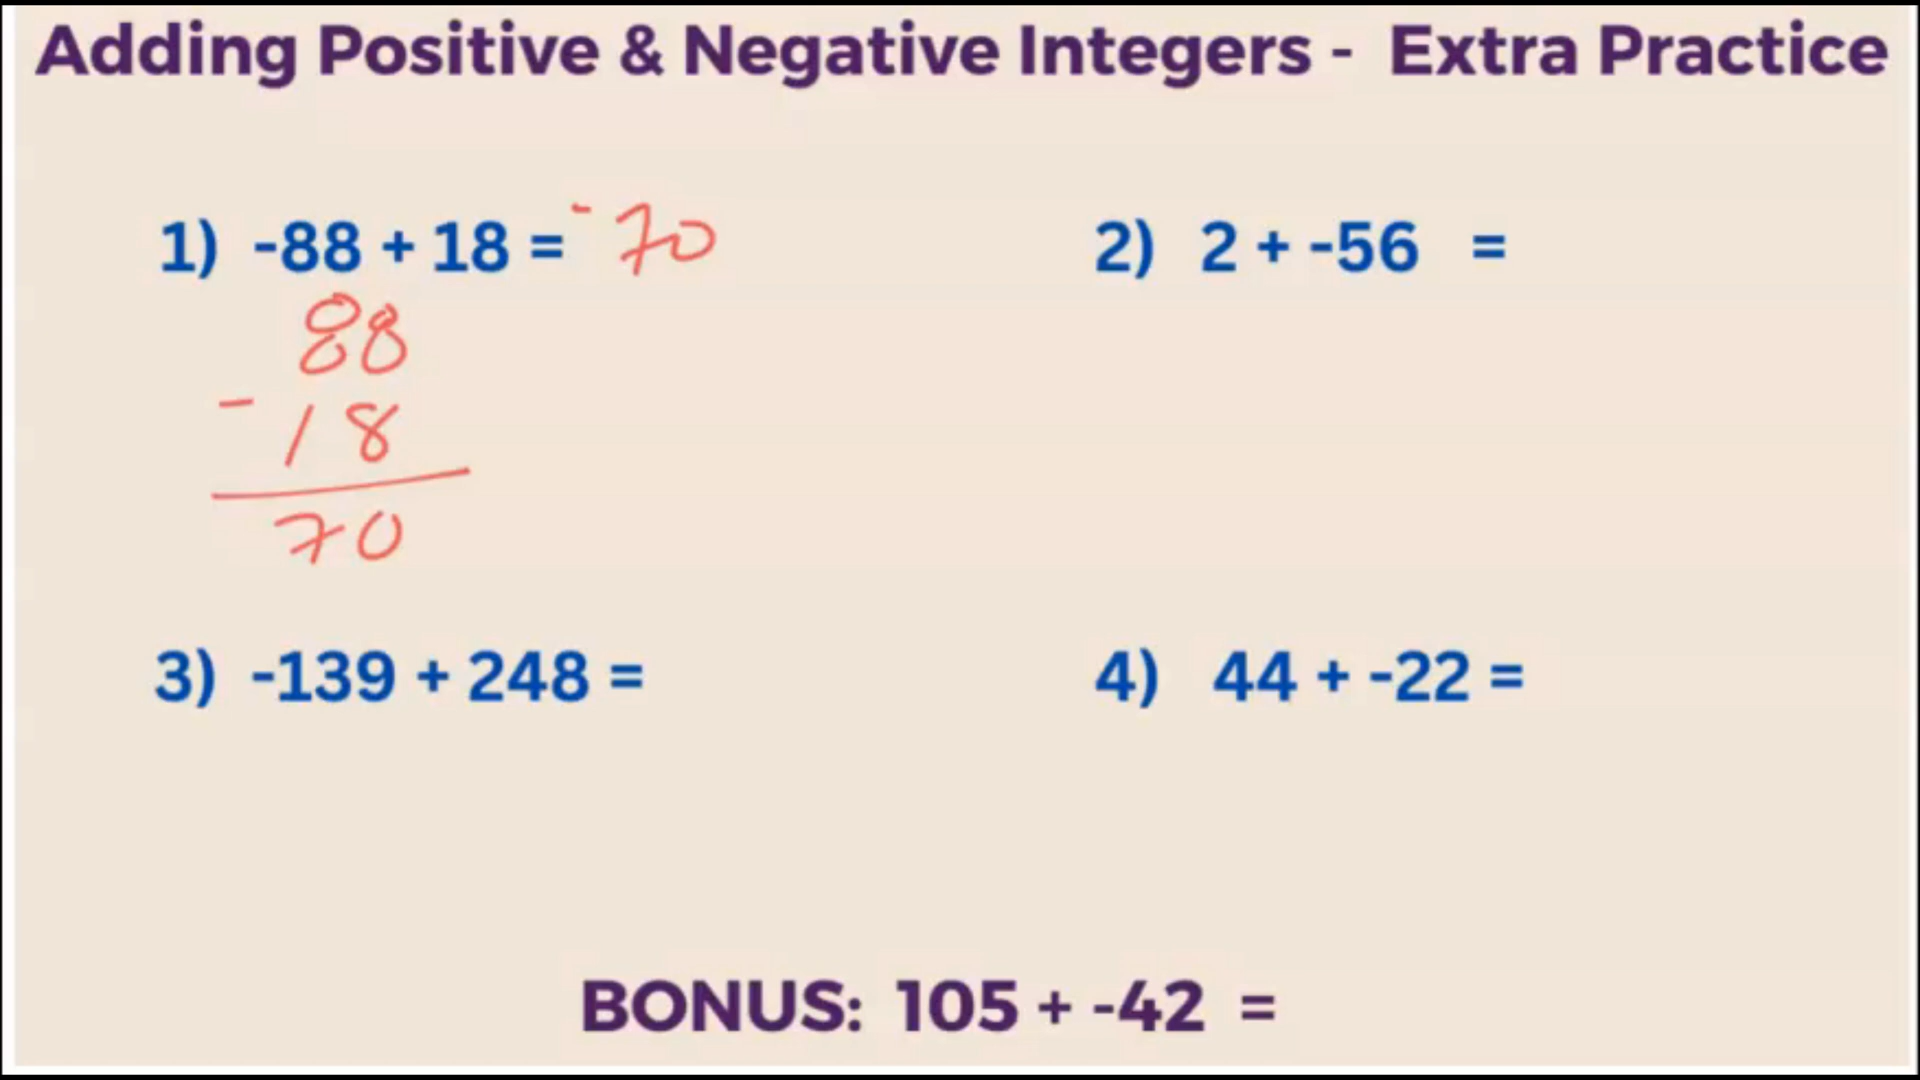 Adding Positive & Negative Integers - Extra Practice
1) -88 + 18 = -70
88
- 18
70
2) 2 + -56 =
3) -139 + 248 =
4) 44 + -22 =
BONUS: 105 + -42 =